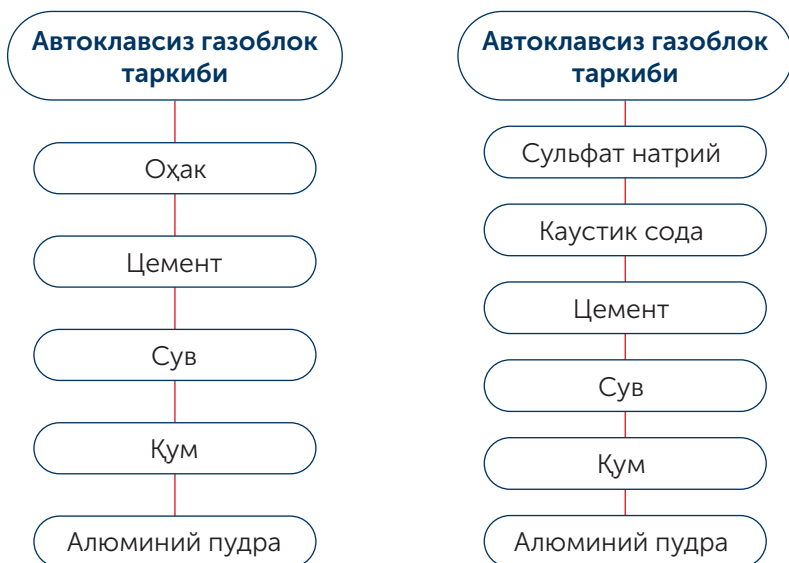 Автоклавсиз газоблок
таркиби
Оҳак
Цемент
Сув
Қум
Алюминий пудра
Автоклавсиз газоблок
таркиби
Сульфат натрий
Каустик сода
Цемент
Сув
Қум
Алюминий пудра